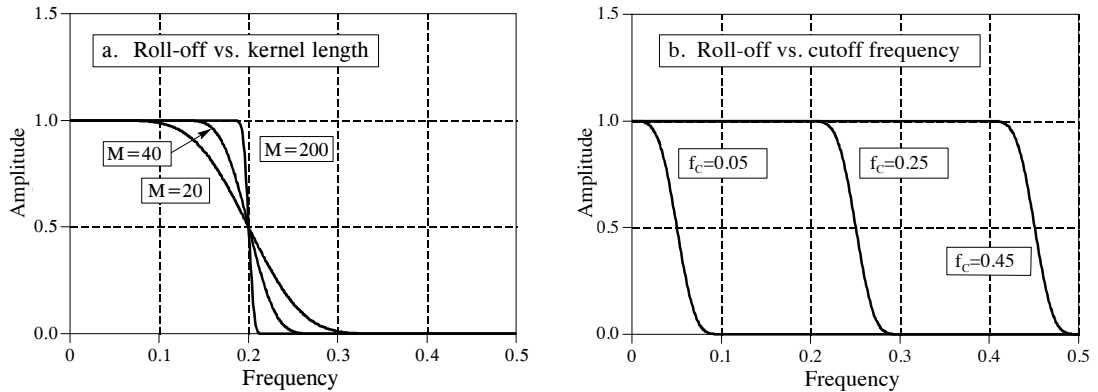 a. Roll-off vs. kernel length
1.5
1.0
0.5
0.0
Amplitude
M=40
M=200
M=20
0
0.1
0.2
0.3
0.4
0.5
Frequency
b. Roll-off vs. cutoff frequency
1.5
1.0
0.5
0.0
Amplitude
fC=0.05
fC=0.25
fC=0.45
0
0.1
0.2
0.3
0.4
0.5
Frequency